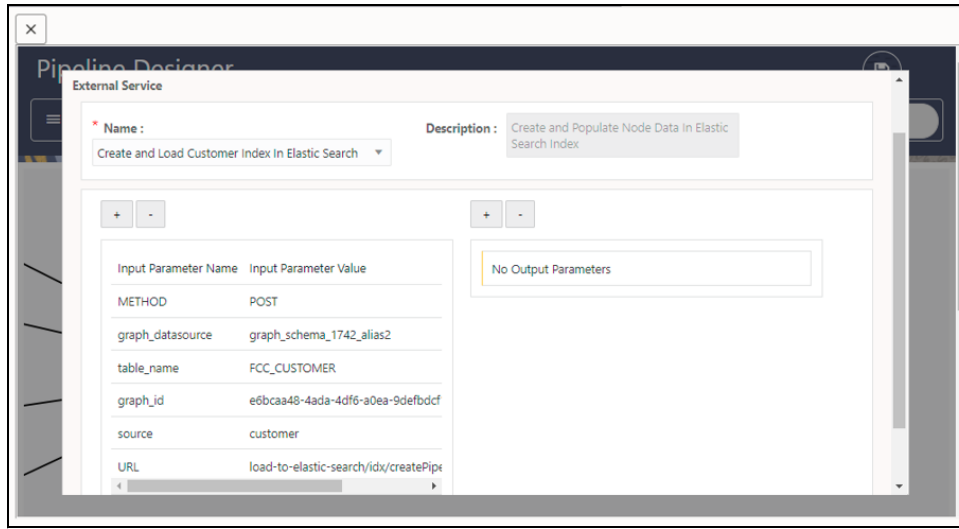 ×
Pipeline Designer
External Service
* Name :
Create and Load Customer Index In Elastic Search
Description :
Create and Populate Node Data In Elastic
Search Index
+ -
+ -
Input Parameter Name Input Parameter Value
METHOD POST
graph_datasource graph_schema_1742_alias2
table_name FCC_CUSTOMER
graph_id e6bcaa48-4ada-4df6-a0ea-9defbdcf
source customer
URL load-to-elastic-search/idx/createPipe
No Output Parameters